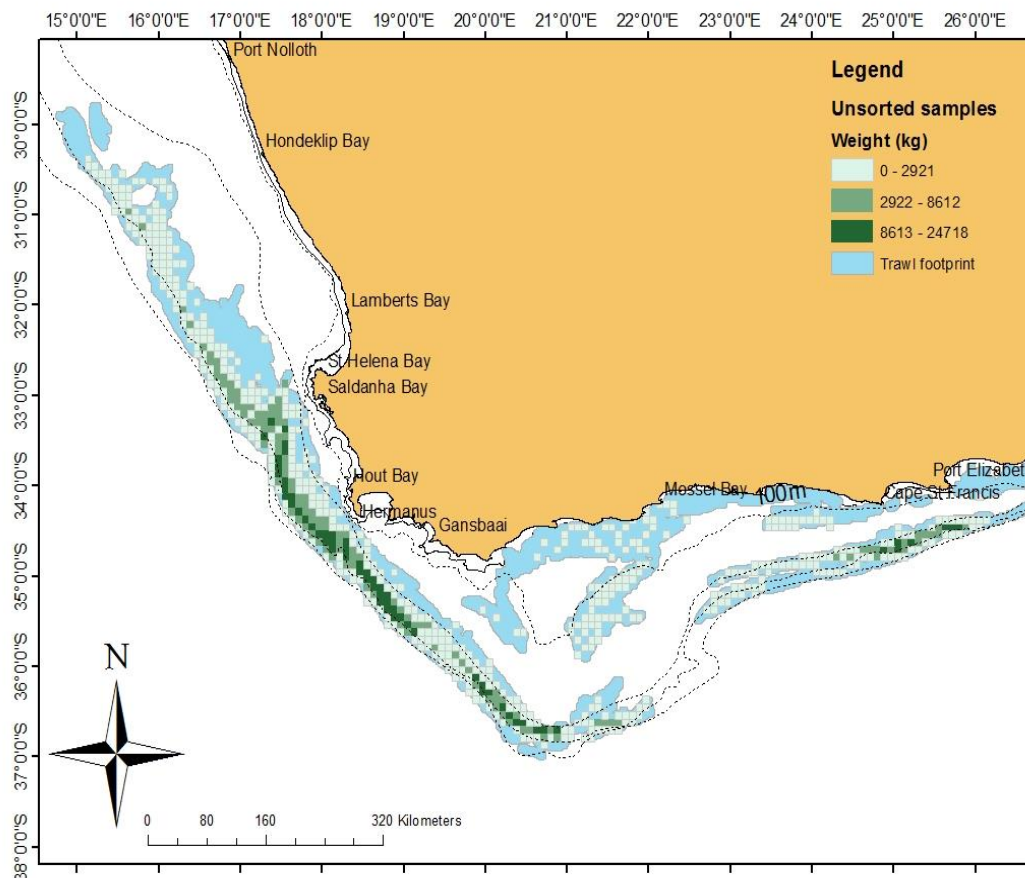 15°0'0"E 16°0'0"E 17°0'0"E 18°0'0"E 19°0'0"E 20°0'0"E 21°0'0"E 22°0'0"E 23°0'0"E 24°0'0"E 25°0'0"E 26°0'0"E
Port Nolloth
Legend
Unsorted samples
Weight (kg)
0 - 2921
2922 - 8612
8613 - 24718
Trawl footprint
30°0'0"S
Hondeklip Bay
31°0'0"S
32°0'0"S
Lamberts Bay
St Helena Bay
33°0'0"S
Saldanha Bay
34°0'0"S
Hout Bay
Hermanus
Gansbaai
Mossel Bay
100m
Port Elizabet
Cape St Francis
35°0'0"S
36°0'0"S
37°0'0"S
38°0'0"S
N
0 80 160 320 Kilometers